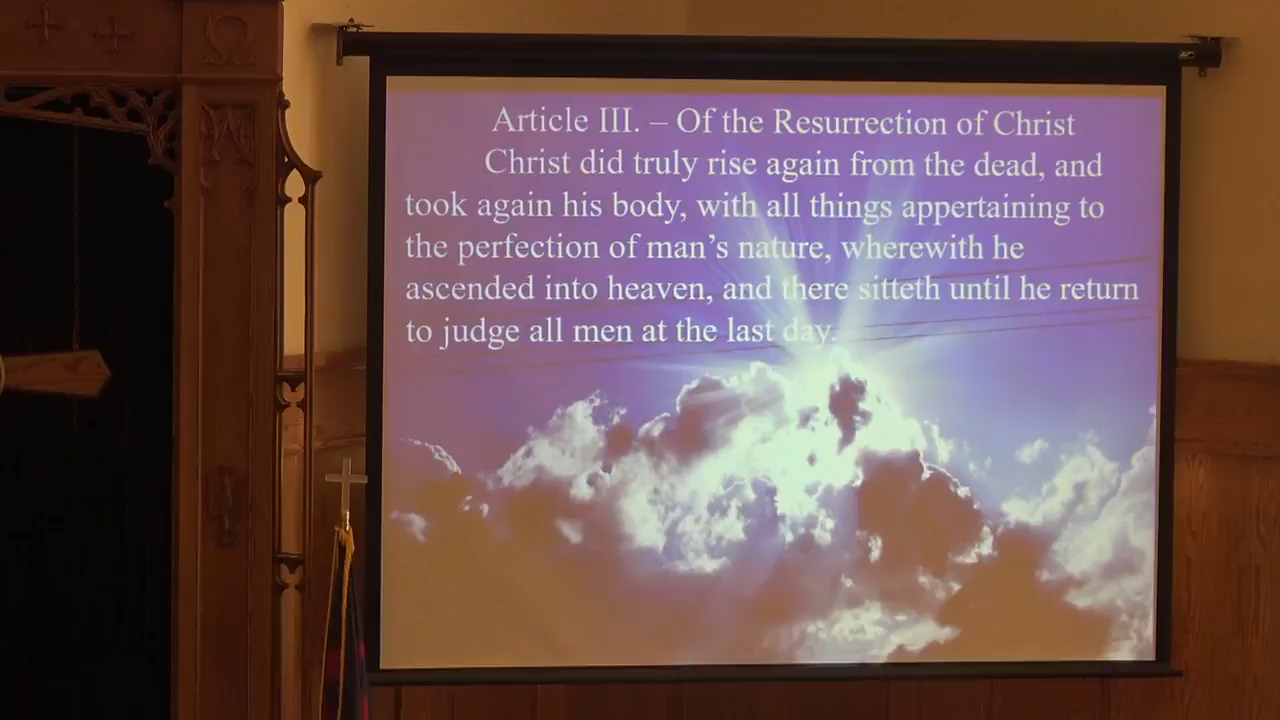 Article III. – Of the Resurrection of Christ
Christ did truly rise again from the dead, and
took again his body, with all things appertaining to
the perfection of man’s nature, wherewith he
ascended into heaven, and there sitteth until he return
to judge all men at the last day.